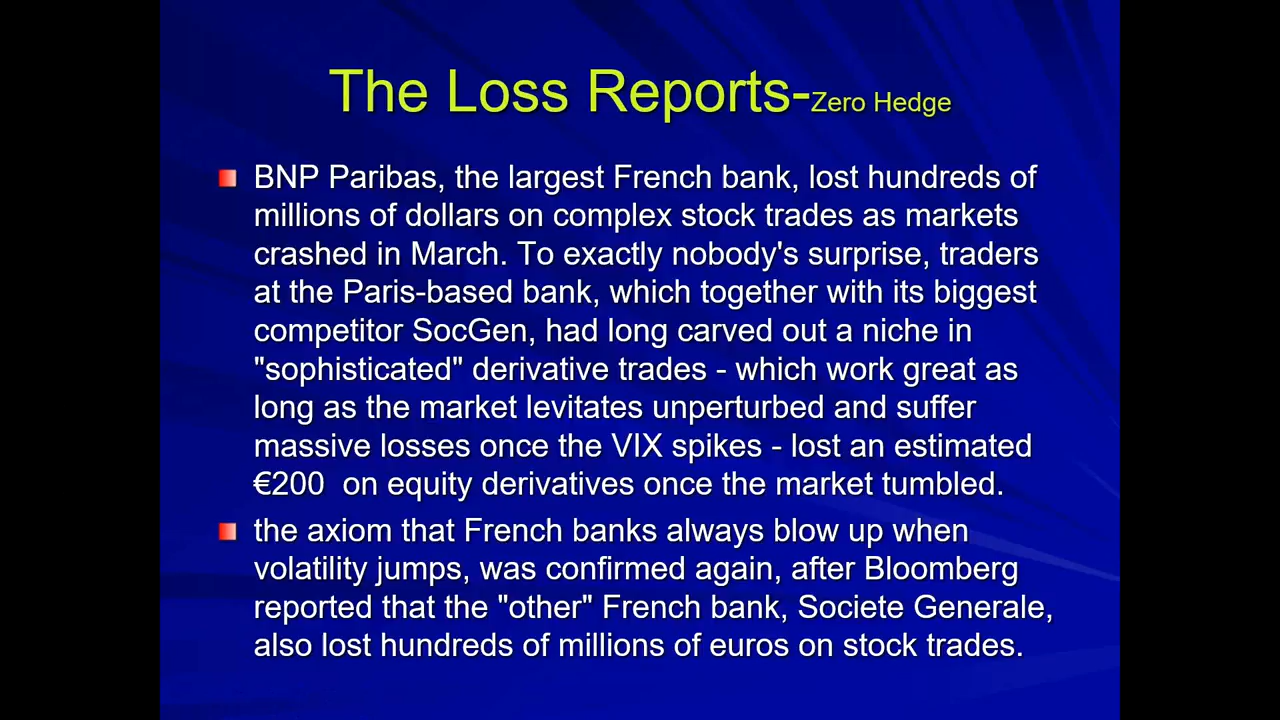 The Loss Reports-Zero Hedge
BNP Paribas, the largest French bank, lost hundreds of
millions of dollars on complex stock trades as markets
crashed in March. To exactly nobody's surprise, traders
at the Paris-based bank, which together with its biggest
competitor SocGen, had long carved out a niche in
"sophisticated" derivative trades - which work great as
long as the market levitates unperturbed and suffer
massive losses once the VIX spikes - lost an estimated
€200  on equity derivatives once the market tumbled.
the axiom that French banks always blow up when
volatility jumps, was confirmed again, after Bloomberg
reported that the "other" French bank, Societe Generale,
also lost hundreds of millions of euros on stock trades.